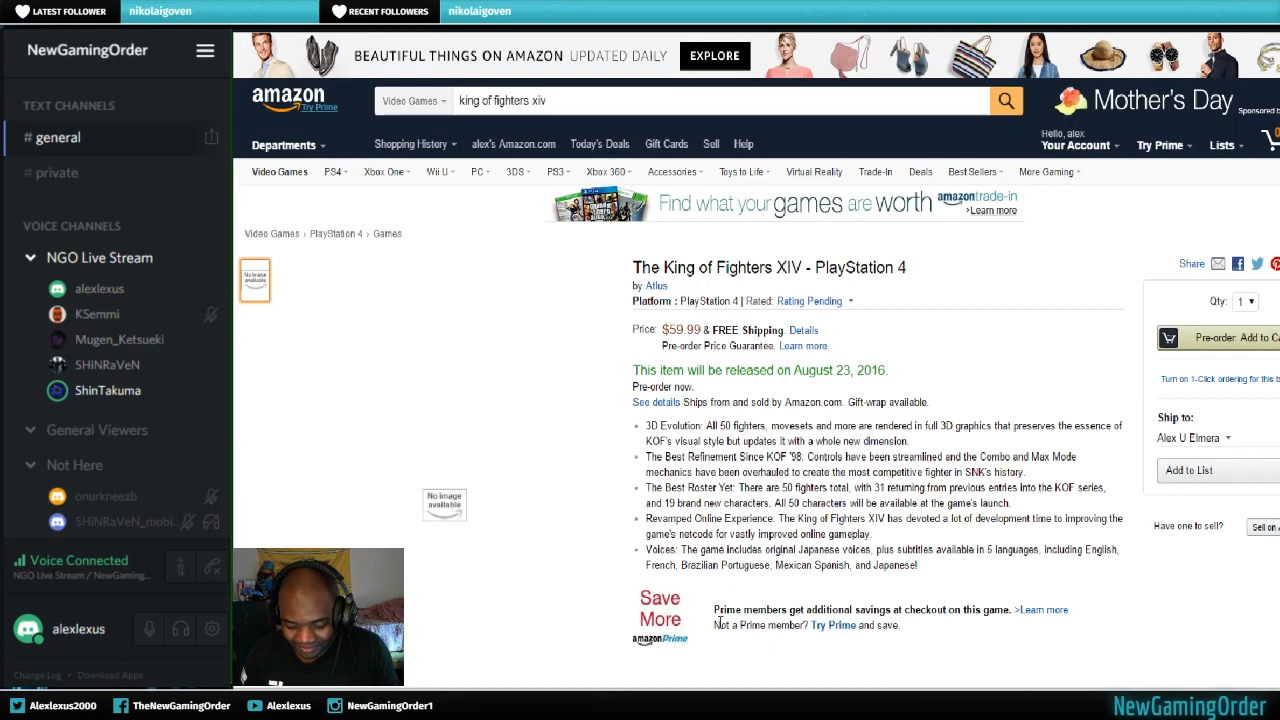 LATEST FOLLOWER nikolaigoven RECENT FOLLOWERS nikolaigoven
NewGamingOrder
TEXT CHANNELS
# general
# private
VOICE CHANNELS
NGO Live Stream
alexlexus
KSemmi
Mugen_Ketsueki
SHiNRaVeN
ShinTakuma
General Viewers
Not Here
onurkneezb
SHiNRaVeN_mobi...
Voice Connected
NGO Live Stream / NewGaming...
alexlexus
Change Log Download Apps
BEAUTIFUL THINGS ON AMAZON UPDATED DAILY EXPLORE
amazon Try Prime
Video Games king of fighters xiv
Mother's Day Sponsored by
Departments Shopping History alex's Amazon.com Today's Deals Gift Cards Sell Help
Hello, alex
Your Account Try Prime Lists
Video Games PS4 Xbox One Wii U PC 3DS PS3 Xbox 360 Accessories Toys to Life Virtual Reality Trade-In Deals Best Sellers More Gaming
Find what your games are worth amazontrade-in
>Learn more
Video Games › PlayStation 4 › Games
No image
available
No image
available
The King of Fighters XIV - PlayStation 4
by Atlus
Platform : PlayStation 4 | Rated: Rating Pending
Price: $59.99 & FREE Shipping. Details
Pre-order Price Guarantee. Learn more.
This item will be released on August 23, 2016.
Pre-order now.
See details Ships from and sold by Amazon.com. Gift-wrap available.
3D Evolution: All 50 fighters, movesets and more are rendered in full 3D graphics that preserves the essence of
KOF's visual style but updates it with a whole new dimension.
The Best Refinement Since KOF '98: Controls have been streamlined and the Combo and Max Mode
mechanics have been overhauled to create the most competitive fighter in SNK's history.
The Best Roster Yet: There are 50 fighters total, with 31 returning from previous entries into the KOF series,
and 19 brand new characters. All 50 characters will be available at the game's launch.
Revamped Online Experience: The King of Fighters XIV has devoted a lot of development time to improving the
game's netcode for vastly improved online gameplay.
Voices: The game includes original Japanese voices, plus subtitles available in 5 languages, including English,
French, Brazilian Portuguese, Mexican Spanish, and Japanese!
Save
More
amazonPrime
Prime members get additional savings at checkout on this game. >Learn more
Not a Prime member? Try Prime and save.
Share
Qty: 1
Pre-order: Add to Ca
Turn on 1-Click ordering for this b
Ship to:
Alex U Elmera
Add to List
Have one to sell? Sell on A
Alexlexus2000 TheNewGamingOrder Alexlexus NewGamingOrder1 NewGamingOrder